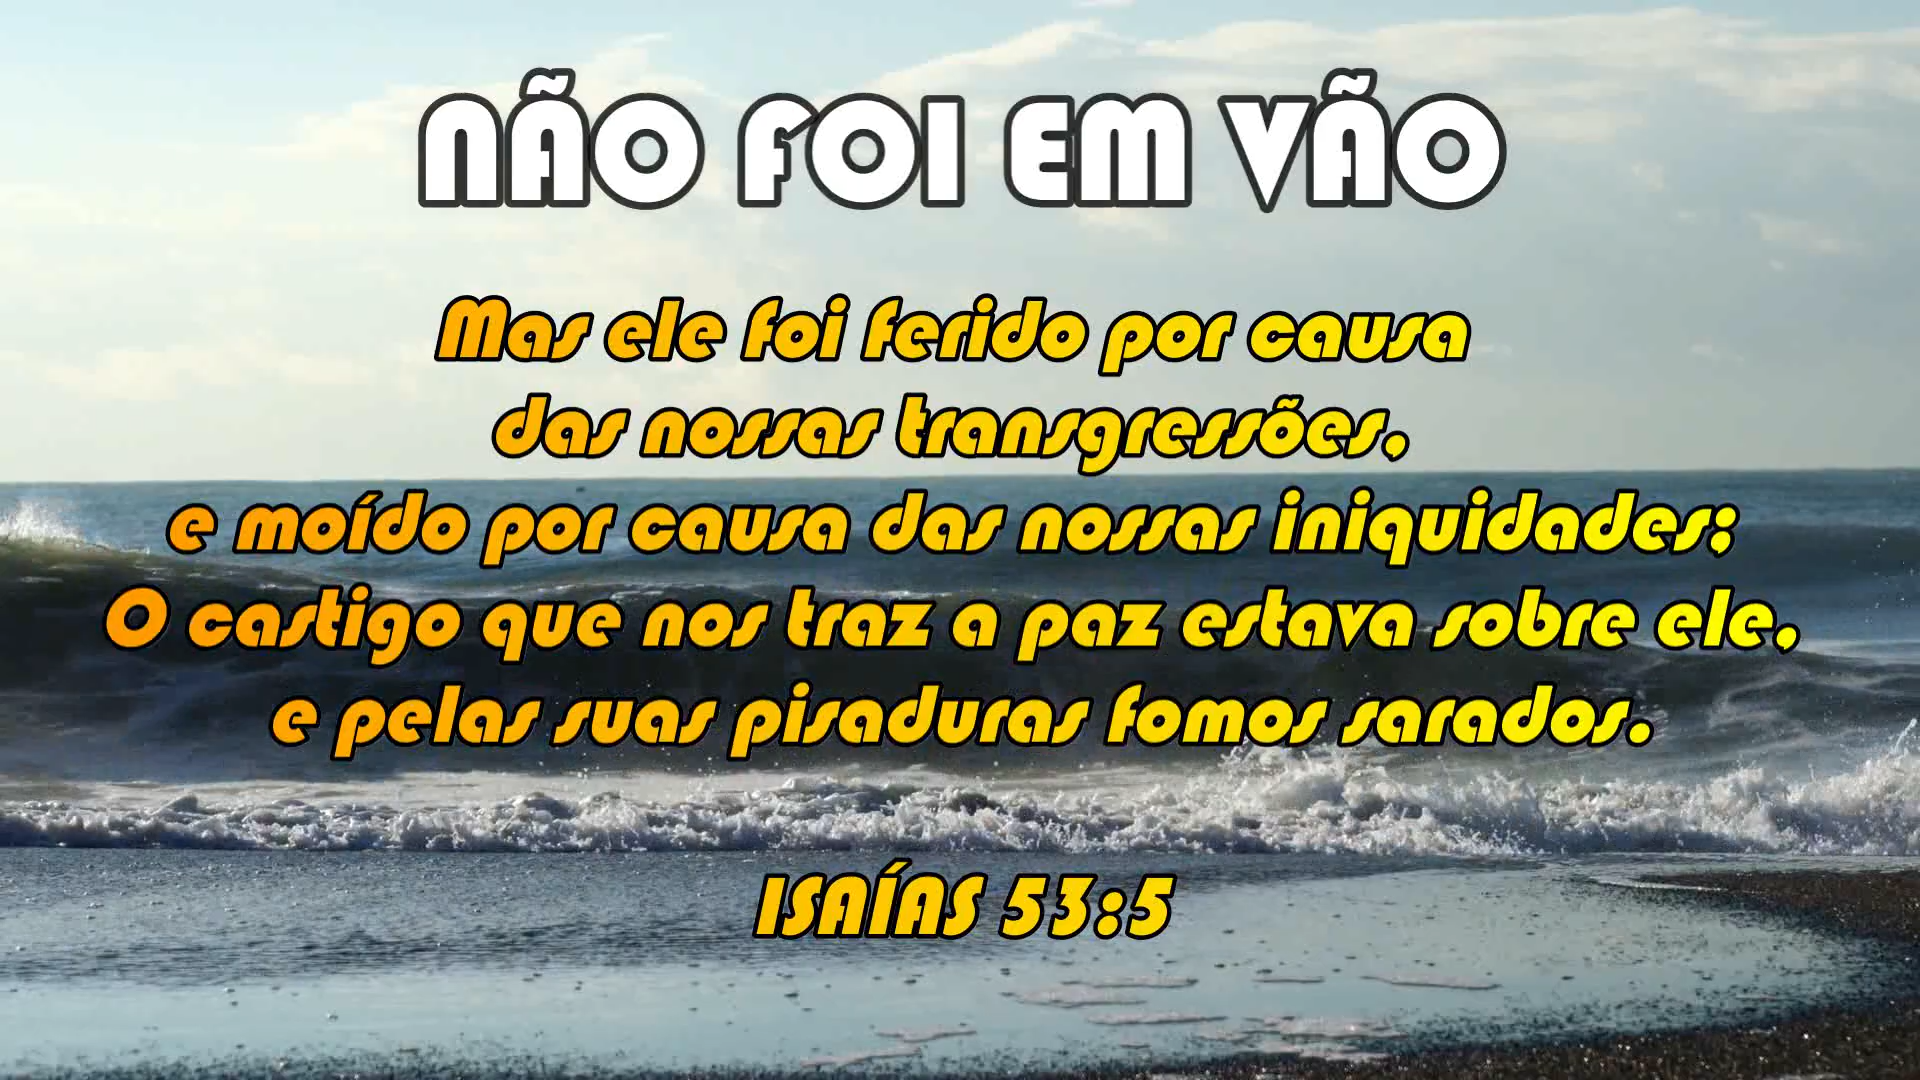 NÃO FOI EM VÃO
Mas ele foi ferido por causa
das nossas transgressões,
e moído por causa das nossas iniquidades;
O castigo que nos traz a paz estava sobre ele,
e pelas suas pisaduras fomos sarados.
ISAÍAS 53:5